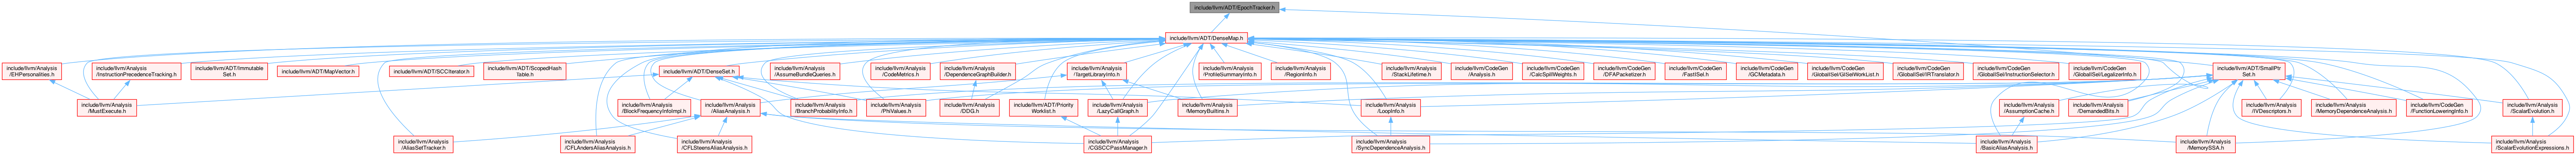 include/llvm/ADT/EpochTracker.h
include/llvm/ADT/DenseMap.h
include/llvm/Analysis
/EHPersonalities.h
include/llvm/Analysis
/InstructionPrecedenceTracking.h
include/llvm/ADT/Immutable
Set.h
include/llvm/ADT/MapVector.h
include/llvm/ADT/SCCIterator.h
include/llvm/ADT/ScopedHash
Table.h
include/llvm/ADT/DenseSet.h
include/llvm/Analysis
/AssumeBundleQueries.h
include/llvm/Analysis
/CodeMetrics.h
include/llvm/Analysis
/DependenceGraphBuilder.h
include/llvm/Analysis
/TargetLibraryInfo.h
include/llvm/Analysis
/ProfileSummaryInfo.h
include/llvm/Analysis
/RegionInfo.h
include/llvm/Analysis
/StackLifetime.h
include/llvm/CodeGen
/Analysis.h
include/llvm/CodeGen
/CalcSpillWeights.h
include/llvm/CodeGen
/DFAPacketizer.h
include/llvm/CodeGen
/FastISel.h
include/llvm/CodeGen
/GCMetadata.h
include/llvm/CodeGen
/GlobalISel/GISelWorkList.h
include/llvm/CodeGen
/GlobalISel/IRTranslator.h
include/llvm/CodeGen
/GlobalISel/InstructionSelector.h
include/llvm/CodeGen
/GlobalISel/LegalizerInfo.h
include/llvm/ADT/SmallPtr
Set.h
include/llvm/Analysis
/MustExecute.h
include/llvm/Analysis
/BlockFrequencyInfoImpl.h
include/llvm/Analysis
/AliasAnalysis.h
include/llvm/Analysis
/BranchProbabilityInfo.h
include/llvm/Analysis
/PhiValues.h
include/llvm/Analysis
/DDG.h
include/llvm/ADT/Priority
Worklist.h
include/llvm/Analysis
/LazyCallGraph.h
include/llvm/Analysis
/MemoryBuiltins.h
include/llvm/Analysis
/LoopInfo.h
include/llvm/Analysis
/AssumptionCache.h
include/llvm/Analysis
/DemandedBits.h
include/llvm/Analysis
/IVDescriptors.h
include/llvm/Analysis
/MemoryDependenceAnalysis.h
include/llvm/CodeGen
/FunctionLoweringInfo.h
include/llvm/Analysis
/ScalarEvolution.h
include/llvm/Analysis
/AliasSetTracker.h
include/llvm/Analysis
/CFLAndersAliasAnalysis.h
include/llvm/Analysis
/CFLSteensAliasAnalysis.h
include/llvm/Analysis
/CGSCCPassManager.h
include/llvm/Analysis
/SyncDependenceAnalysis.h
include/llvm/Analysis
/BasicAliasAnalysis.h
include/llvm/Analysis
/MemorySSA.h
include/llvm/Analysis
/ScalarEvolutionExpressions.h